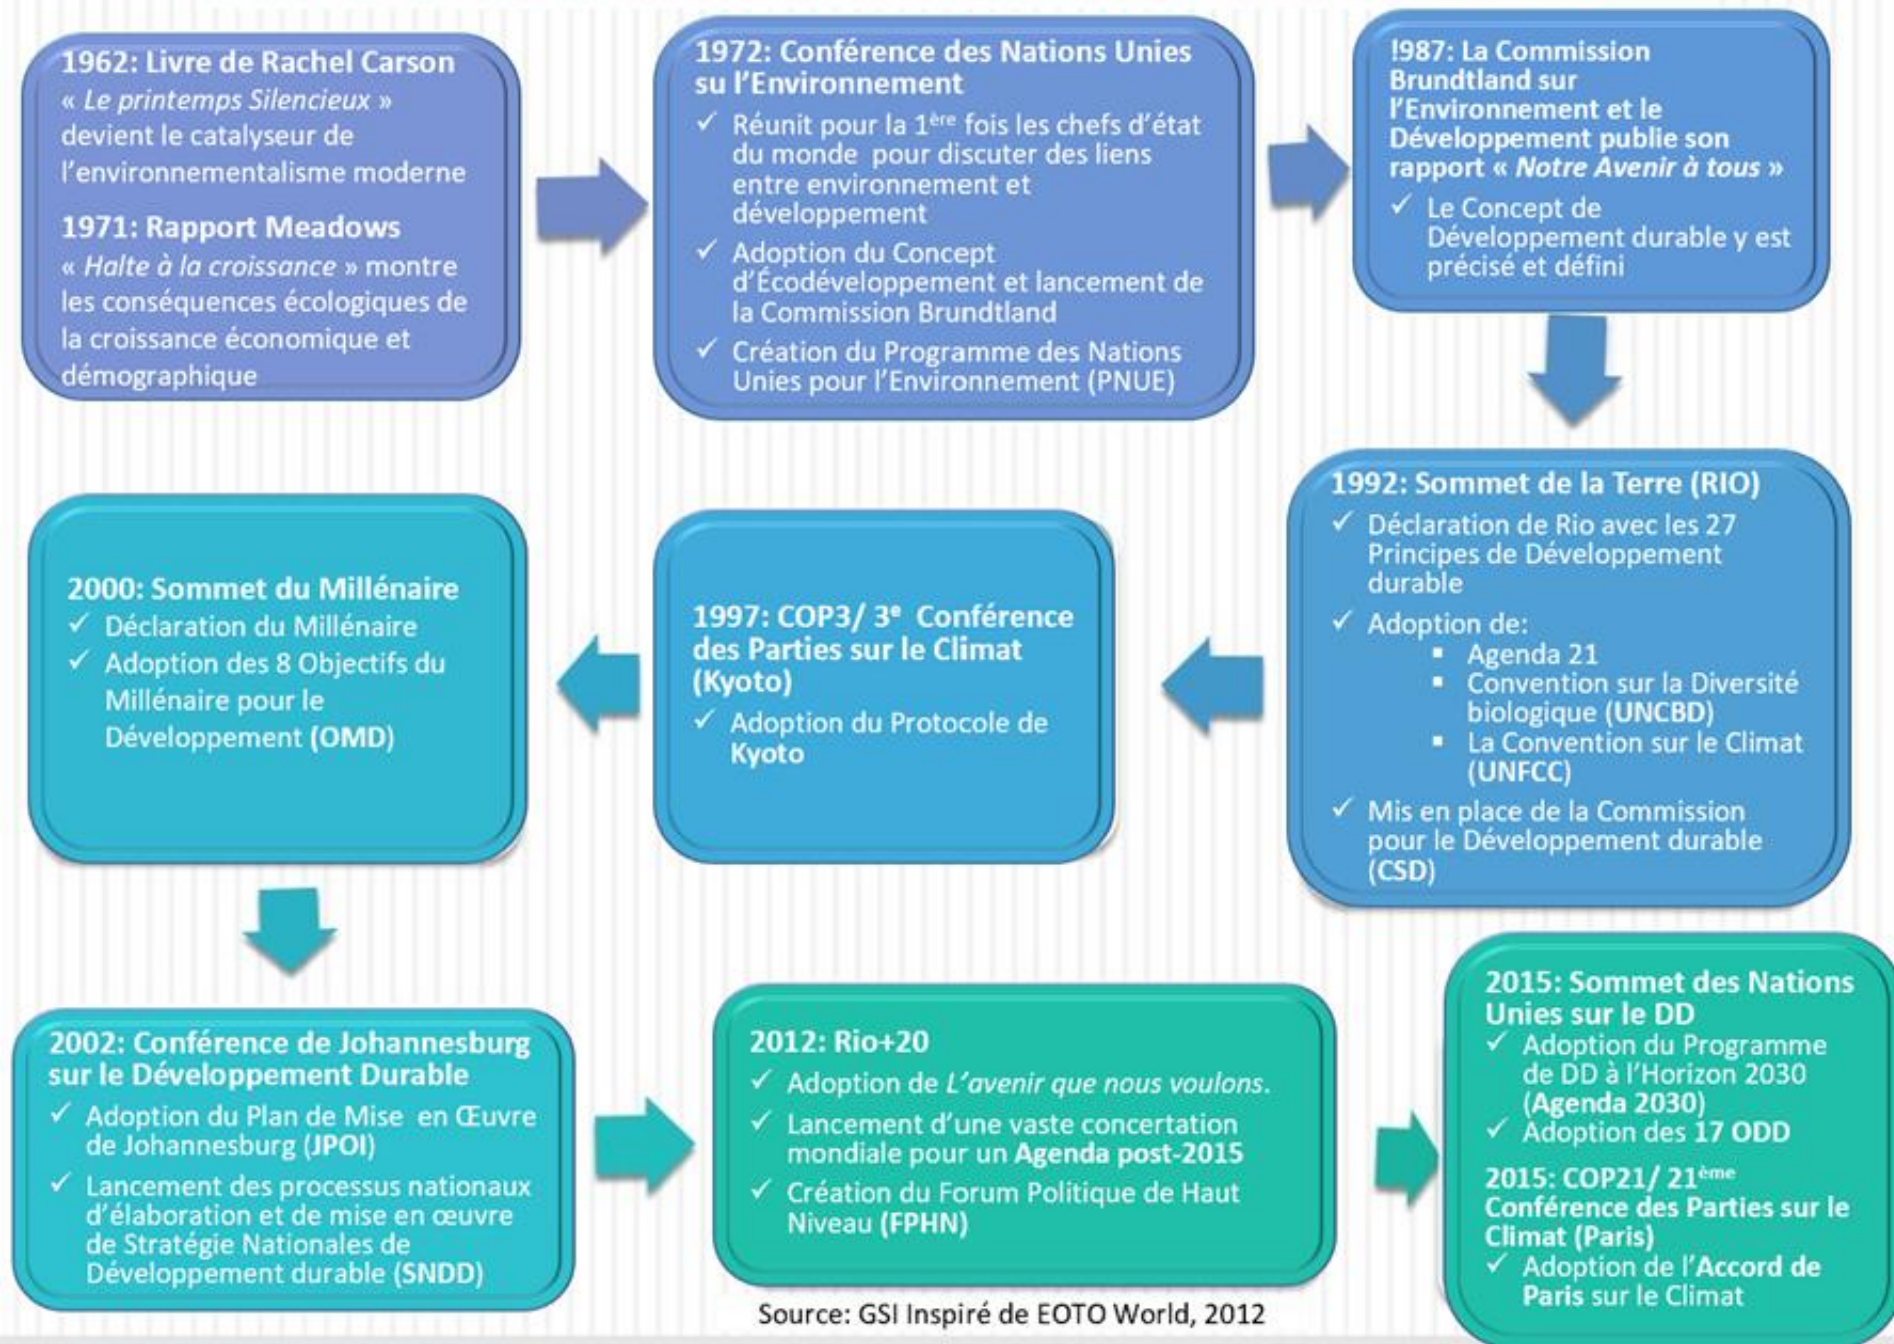 1962: Livre de Rachel Carson
« Le printemps Silencieux »
devient le catalyseur de
l'environnementalisme moderne
1971: Rapport Meadows
« Halte à la croissance » montre
les conséquences écologiques de
la croissance économique et
démographique
1972: Conférence des Nations Unies
su l'Environnement
✓ Réunit pour la 1ère fois les chefs d'état
du monde pour discuter des liens
entre environnement et
développement
✓ Adoption du Concept
d'Écodéveloppement et lancement de
la Commission Brundtland
✓ Création du Programme des Nations
Unies pour l'Environnement (PNUE)
!987: La Commission
Brundtland sur
l'Environnement et le
Développement publie son
rapport « Notre Avenir à tous »
✓ Le Concept de
Développement durable y est
précisé et défini
1992: Sommet de la Terre (RIO)
✓ Déclaration de Rio avec les 27
Principes de Développement
durable
✓ Adoption de:
▪ Agenda 21
▪ Convention sur la Diversité
biologique (UNCBD)
▪ La Convention sur le Climat
(UNFCC)
✓ Mis en place de la Commission
pour le Développement durable
(CSD)
1997: COP3/ 3e Conférence
des Parties sur le Climat
(Kyoto)
✓ Adoption du Protocole de
Kyoto
2000: Sommet du Millénaire
✓ Déclaration du Millénaire
✓ Adoption des 8 Objectifs du
Millénaire pour le
Développement (OMD)
2002: Conférence de Johannesburg
sur le Développement Durable
✓ Adoption du Plan de Mise en Œuvre
de Johannesburg (JPOI)
✓ Lancement des processus nationaux
d'élaboration et de mise en œuvre
de Stratégie Nationales de
Développement durable (SNDD)
2012: Rio+20
✓ Adoption de L'avenir que nous voulons.
✓ Lancement d'une vaste concertation
mondiale pour un Agenda post-2015
✓ Création du Forum Politique de Haut
Niveau (FPHN)
2015: Sommet des Nations
Unies sur le DD
✓ Adoption du Programme
de DD à l'Horizon 2030
(Agenda 2030)
✓ Adoption des 17 ODD
2015: COP21/ 21ème
Conférence des Parties sur le
Climat (Paris)
✓ Adoption de l'Accord de
Paris sur le Climat
Source: GSI Inspiré de EOTO World, 2012